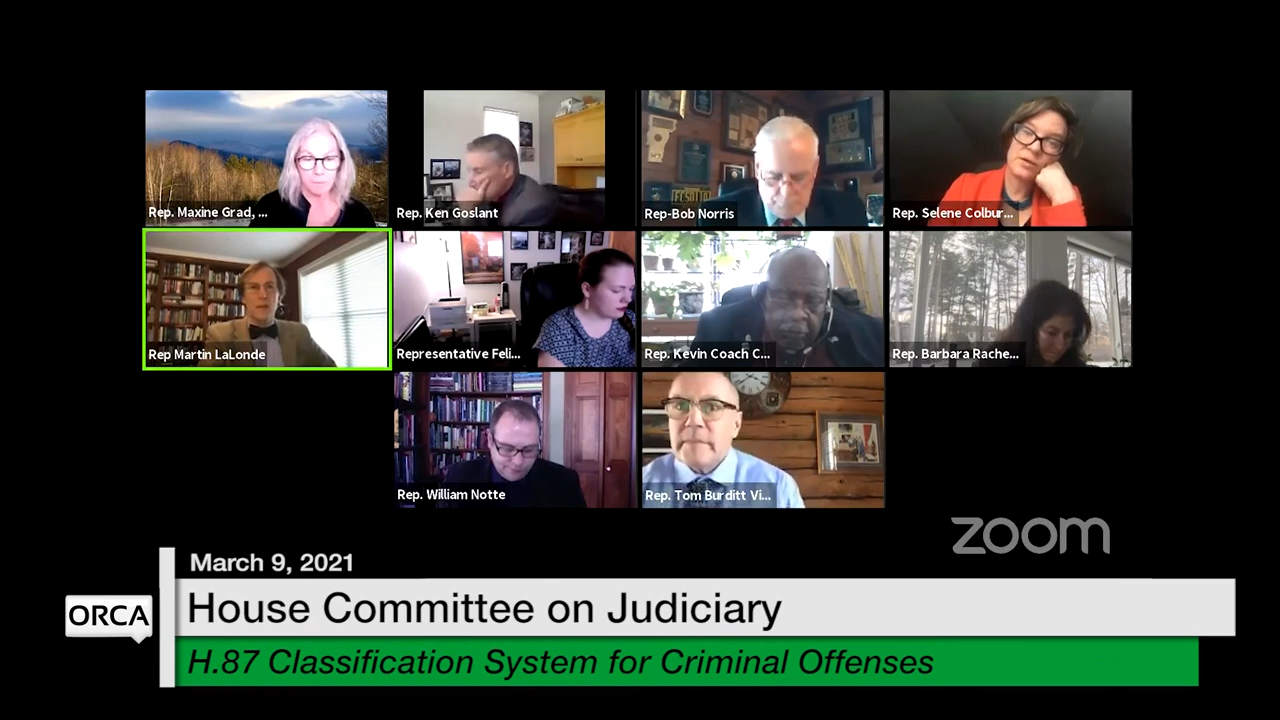 Rep. Maxine Grad, ...
Rep. Ken Goslant
Rep-Bob Norris
Rep. Selene Colbur...
Rep Martin LaLonde
Representative Feli...
Rep. Kevin Coach C...
Rep. Barbara Rache...
Rep. William Notte
Rep. Tom Burditt Vi...
zoom
March 9, 2021
ORCA
House Committee on Judiciary
H.87 Classification System for Criminal Offenses